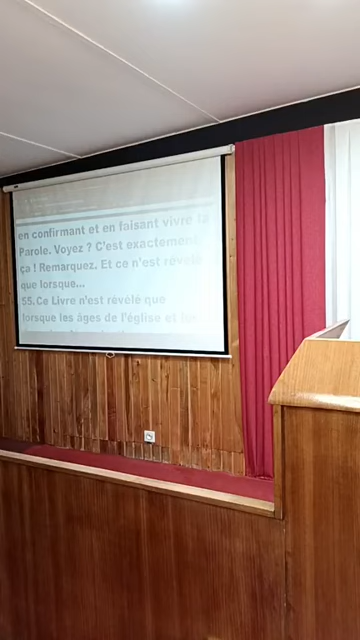 en confirmant et en faisant vivre la
Parole. Voyez ? C'est exactement
ça ! Remarquez. Et ce n'est révélé
que lorsque...
55.Ce Livre n'est révélé que
lorsque les âges de l'église et les